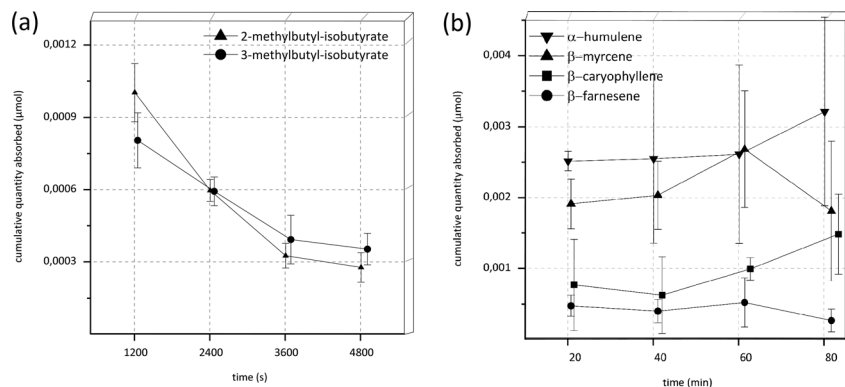 (a)
2-methylbutyl-isobutyrate
3-methylbutyl-isobutyrate
0,0012
0,0009
0,0006
0,0003
cumulative quantity absorbed (µmol)
1200 2400 3600 4800
time (s)
(b)
α-humulene
β-myrcene
β-caryophyllene
β-farnesene
0,004
0,003
0,002
0,001
cumulative quantity absorbed (µmol)
20 40 60 80
time (min)